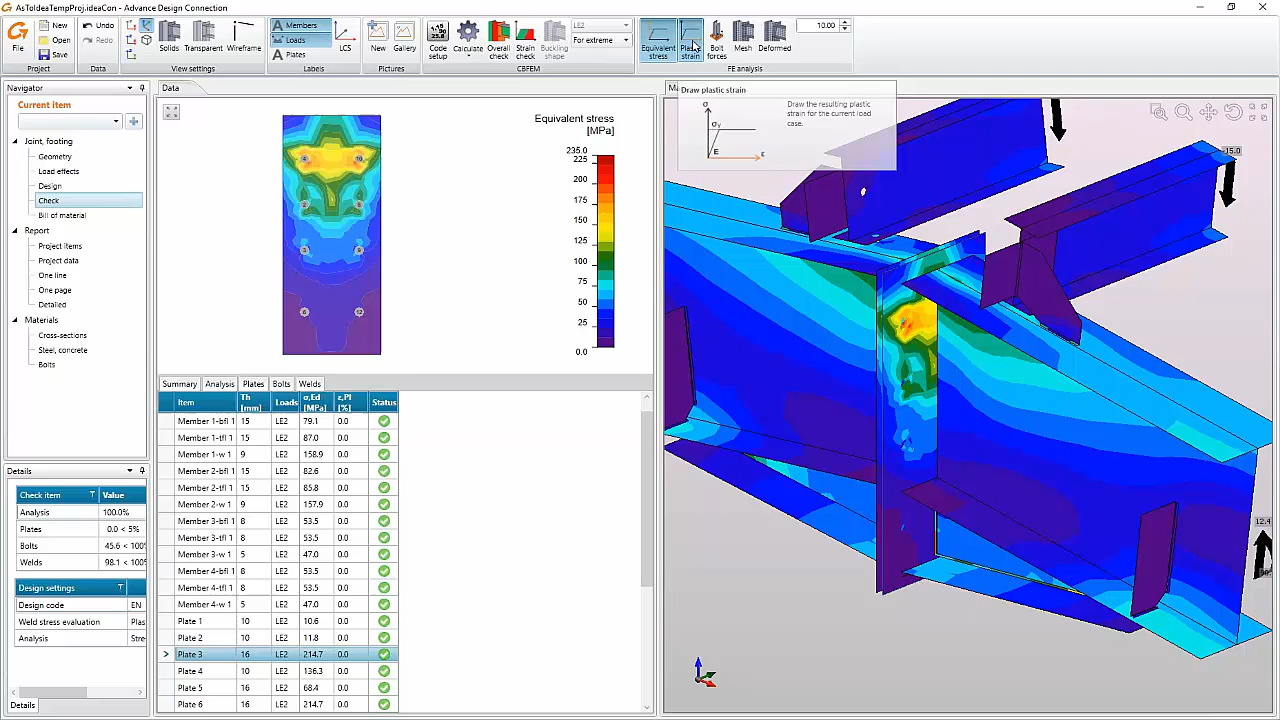 AsToIdeaTempProj.ideaCon - Advance Design Connection
File
New
Open
Save
Project
Undo
Redo
Data
Solids
Transparent
Wireframe
View settings
Members
Loads
Plates
LCS
Labels
New
Gallery
Pictures
Code setup
Calculate
Overall check
Strain check
Buckling shape
LE2
For extreme
CBFEM
Equivalent stress
strain
Bolt forces
Mesh
Deformed
10.00
FE analysis
Navigator
Current item
Joint, footing
Geometry
Load effects
Design
Check
Bill of material
Report
Project items
Project data
One line
One page
Detailed
Materials
Cross-sections
Steel, concrete
Bolts
Details
Check item Value
Analysis 100.0%
Plates 0.0 < 5%
Bolts 45.6 < 100%
Welds 98.1 < 100%
Design settings
Design code EN
Weld stress evaluation Plas
Analysis Stre
Details
Data
Equivalent stress
[MPa]
235.0
225
200
175
150
125
100
75
50
25
0.0
Summary Analysis Plates Bolts Welds
Item Th [mm] Loads σ,Ed [MPa] ε,Pl [%] Status
Member 1-bfl 1 15 LE2 79.1 0.0
Member 1-tfl 1 15 LE2 87.0 0.0
Member 1-w 1 9 LE2 158.9 0.0
Member 2-bfl 1 15 LE2 82.6 0.0
Member 2-tfl 1 15 LE2 85.8 0.0
Member 2-w 1 9 LE2 157.9 0.0
Member 3-bfl 1 8 LE2 53.5 0.0
Member 3-tfl 1 8 LE2 53.5 0.0
Member 3-w 1 5 LE2 47.0 0.0
Member 4-bfl 1 8 LE2 53.5 0.0
Member 4-tfl 1 8 LE2 53.5 0.0
Member 4-w 1 5 LE2 47.0 0.0
Plate 1 10 LE2 10.6 0.0
Plate 2 10 LE2 11.8 0.0
> Plate 3 16 LE2 214.7 0.0
Plate 4 10 LE2 136.3 0.0
Plate 5 16 LE2 68.4 0.0
Plate 6 16 LE2 214.7 0.0
Draw plastic strain
σ
σy
E
ε
Draw the resulting plastic
strain for the current load
case.
-15.0
12.4